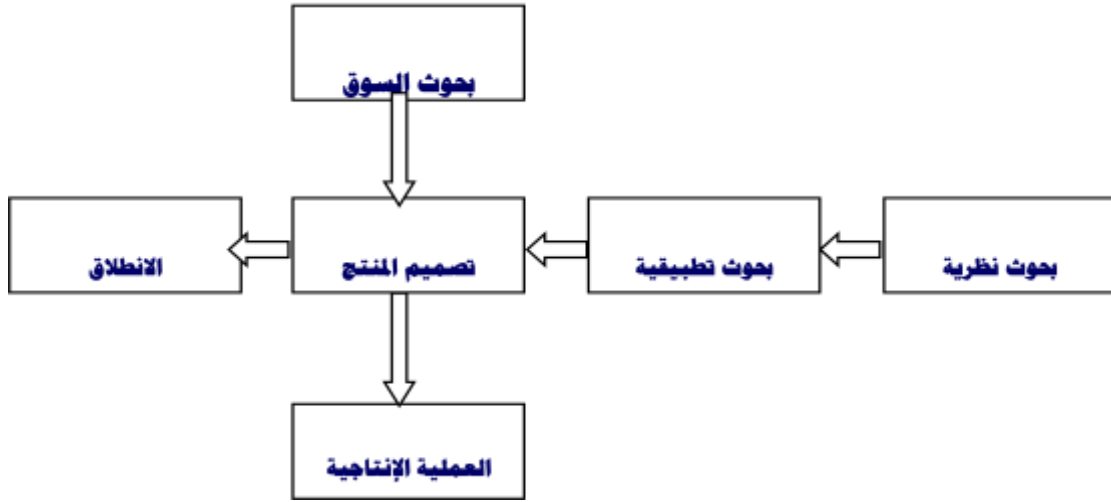 بحوث السوق
بحوث نظرية
بحوث تطبيقية
تصميم المنتج
الانطلاق
العملية الإنتاجية